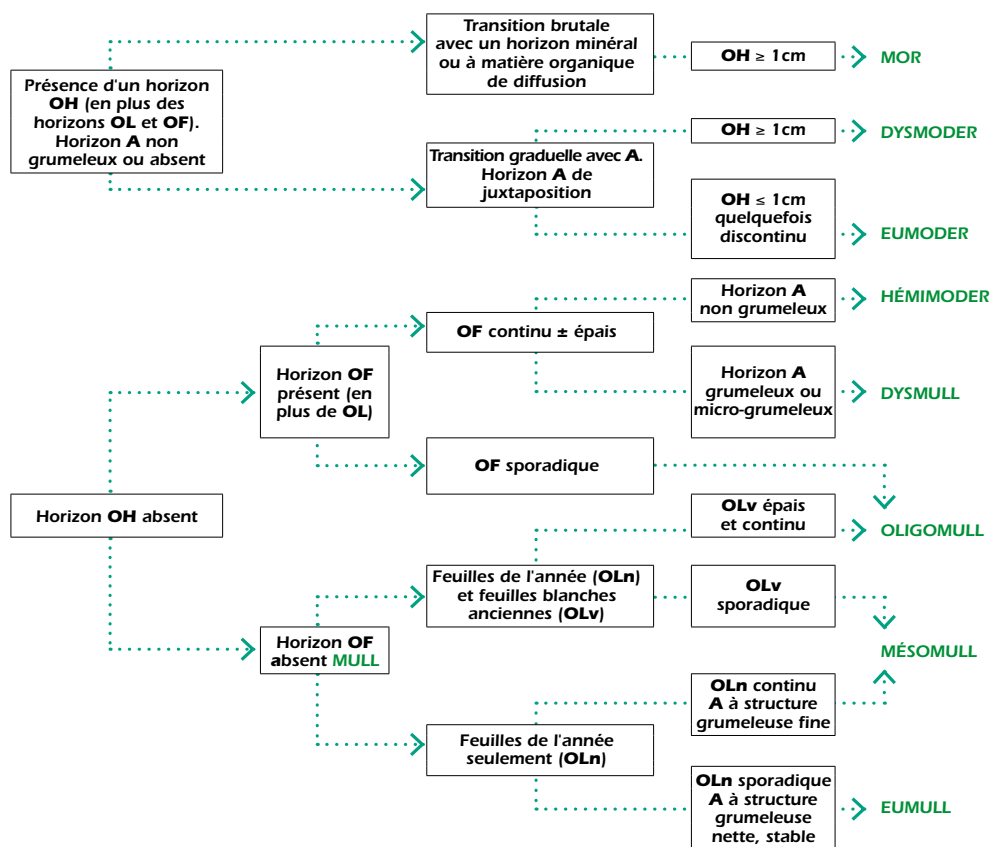 Transition brutale
avec un horizon minéral
ou à matière organique
de diffusion
OH ≥ 1cm
MOR
Présence d'un horizon
OH (en plus des
horizons OL et OF).
Horizon A non
grumeleux ou absent
OH ≥ 1cm
DYSMODER
Transition graduelle avec A.
Horizon A de
juxtaposition
OH ≤ 1cm
quelquefois
discontinu
EUMODER
Horizon A
non grumeleux
HÉMIMODER
OF continu ± épais
Horizon OF
présent (en
plus de OL)
Horizon A
grumeleux ou
micro-grumeleux
DYSMULL
OF sporadique
Horizon OH absent
OLv épais
et continu
OLIGOMULL
Feuilles de l'année (OLn)
et feuilles blanches
anciennes (OLv)
OLv
sporadique
Horizon OF
absent MULL
MÉSOMULL
OLn continu
A à structure
grumeleuse fine
Feuilles de l'année
seulement (OLn)
OLn sporadique
A à structure
grumeleuse
nette, stable
EUMULL